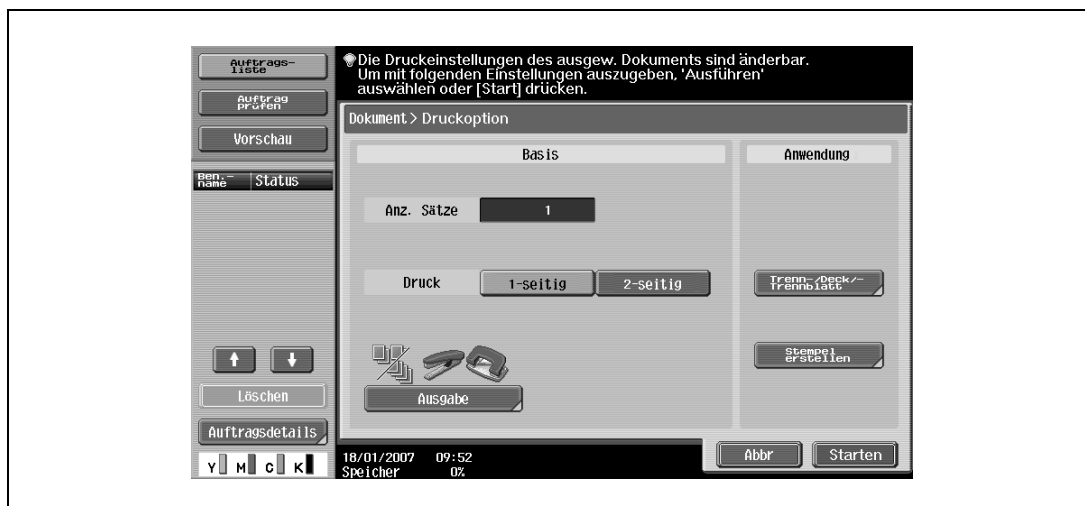 Auftrags-
liste
Auftrag
prüfen
Vorschau
Ben.-
name
Status
Löschen
Auftragsdetails
Y M C K
Die Druckeinstellungen des ausgew. Dokuments sind änderbar.
Um mit folgenden Einstellungen auszugeben, 'Ausführen'
auswählen oder [Start] drücken.
Dokument > Druckoption
Basis
Anz. Sätze 1
Druck 1-seitig 2-seitig
Ausgabe
Anwendung
Trenn-/Deck/-
Trennblatt
Stempel
erstellen
18/01/2007 09:52
Speicher 0%
Abbr Starten